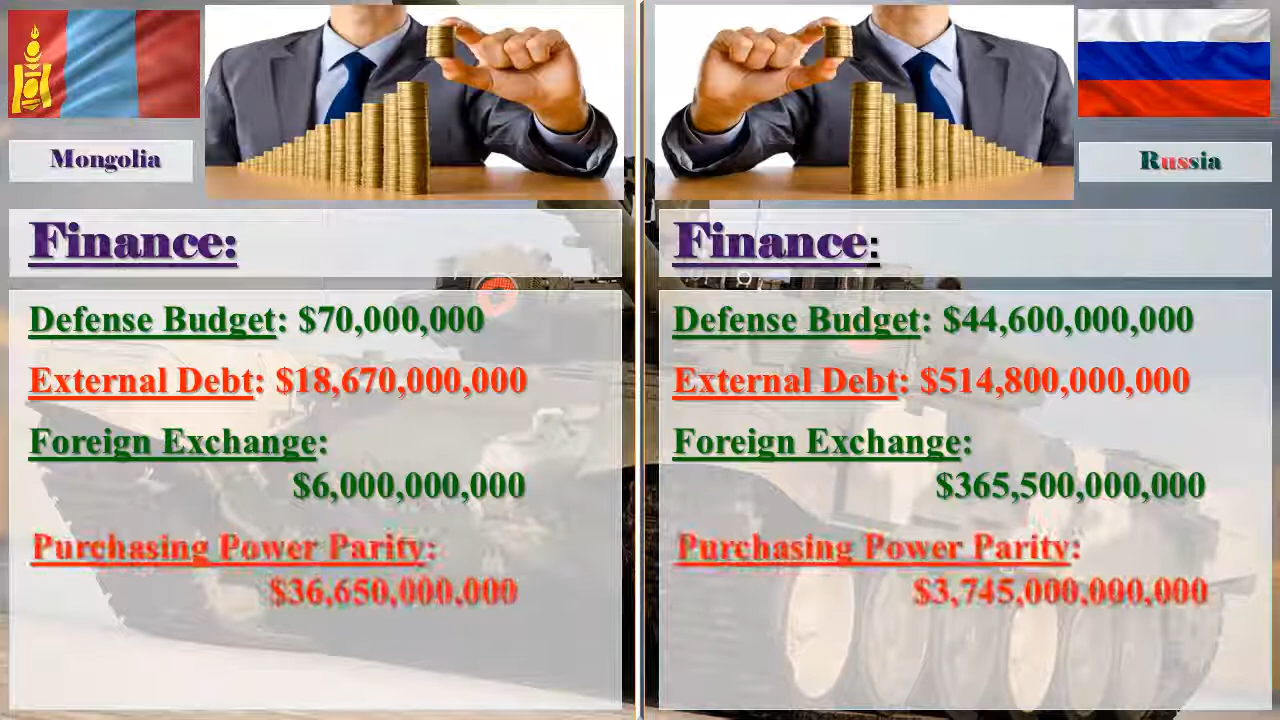 Mongolia
Finance:
Defense Budget: $70,000,000
External Debt: $18,670,000,000
Foreign Exchange:
$6,000,000,000
Purchasing Power Parity:
$36,650,000,000
Russia
Finance:
Defense Budget: $44,600,000,000
External Debt: $514,800,000,000
Foreign Exchange:
$365,500,000,000
Purchasing Power Parity:
$3,745,000,000,000